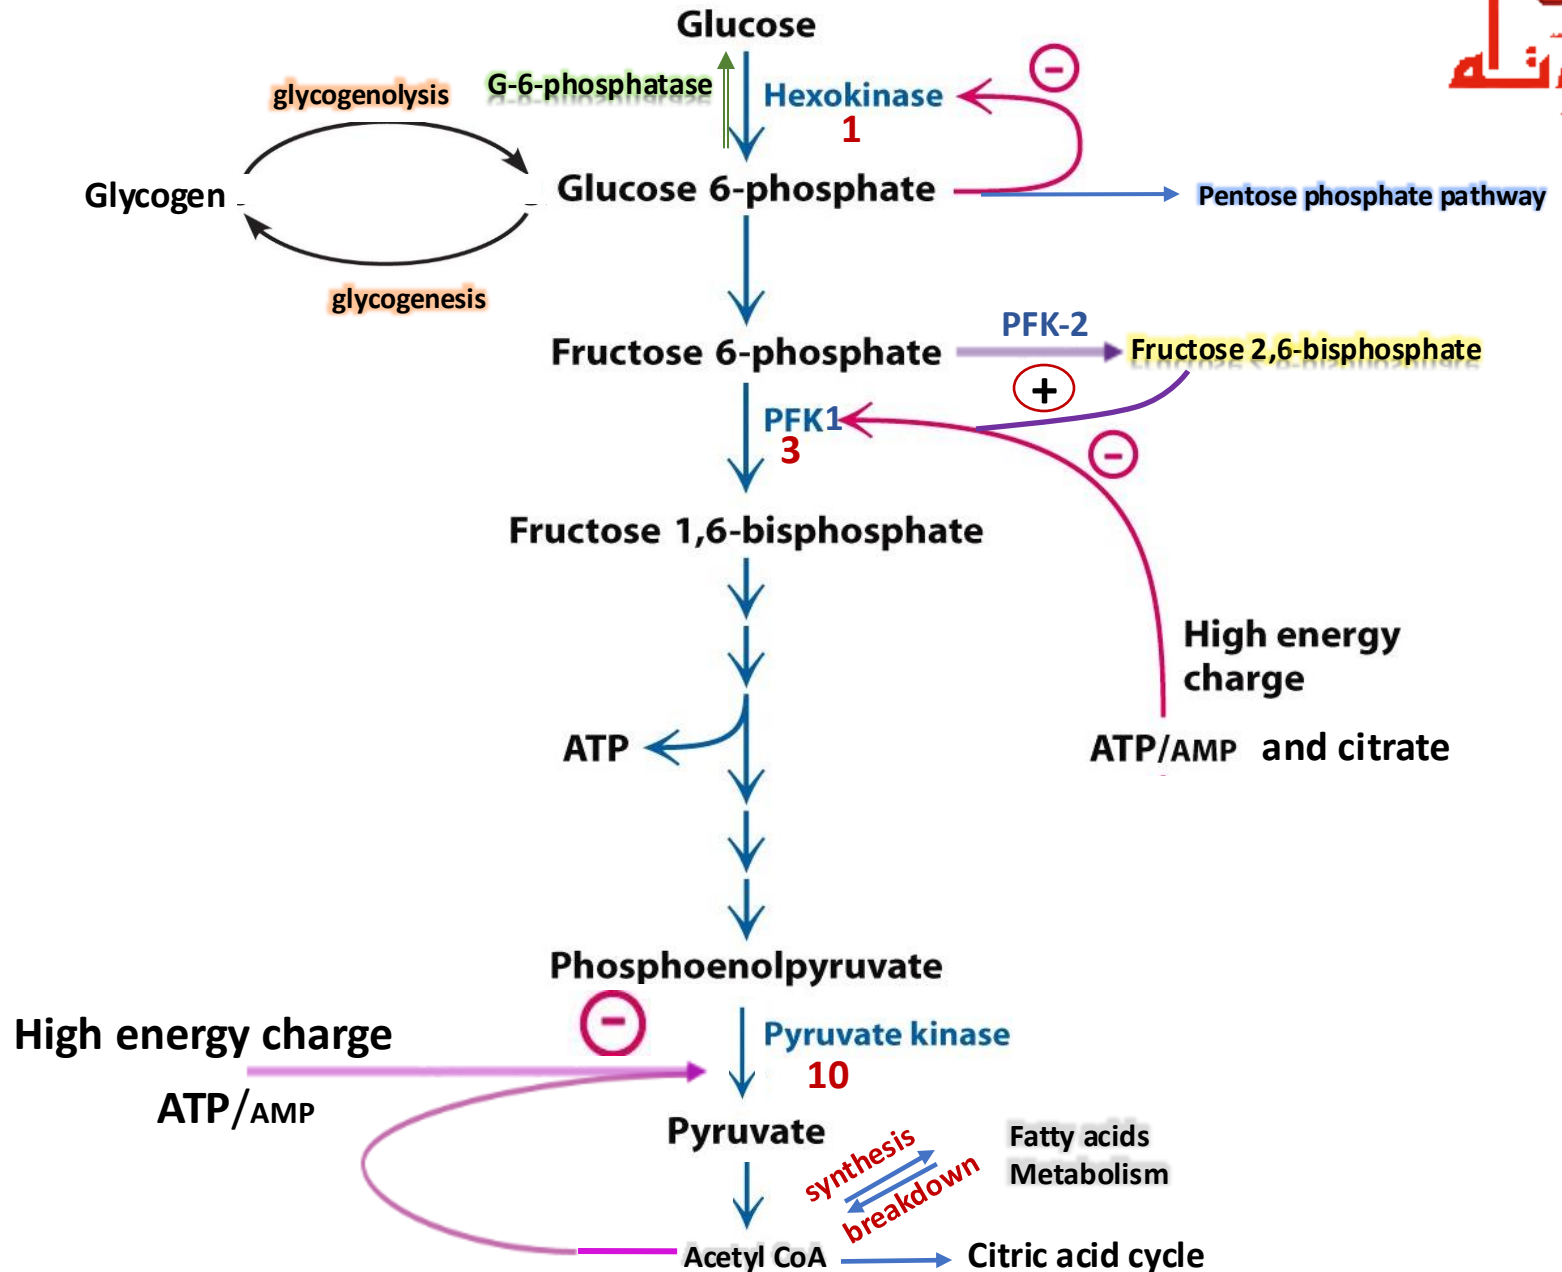 Glucose
glycogenolysis
G-6-phosphatase
Hexokinase
1
−
Glycogen
Glucose 6-phosphate
Pentose phosphate pathway
glycogenesis
PFK-2
Fructose 6-phosphate
Fructose 2,6-bisphosphate
+
PFK1
3
−
Fructose 1,6-bisphosphate
High energy
charge
ATP
ATP/AMP and citrate
Phosphoenolpyruvate
−
High energy charge
Pyruvate kinase
10
ATP/AMP
Pyruvate
synthesis
breakdown
Fatty acids
Metabolism
Acetyl CoA
Citric acid cycle